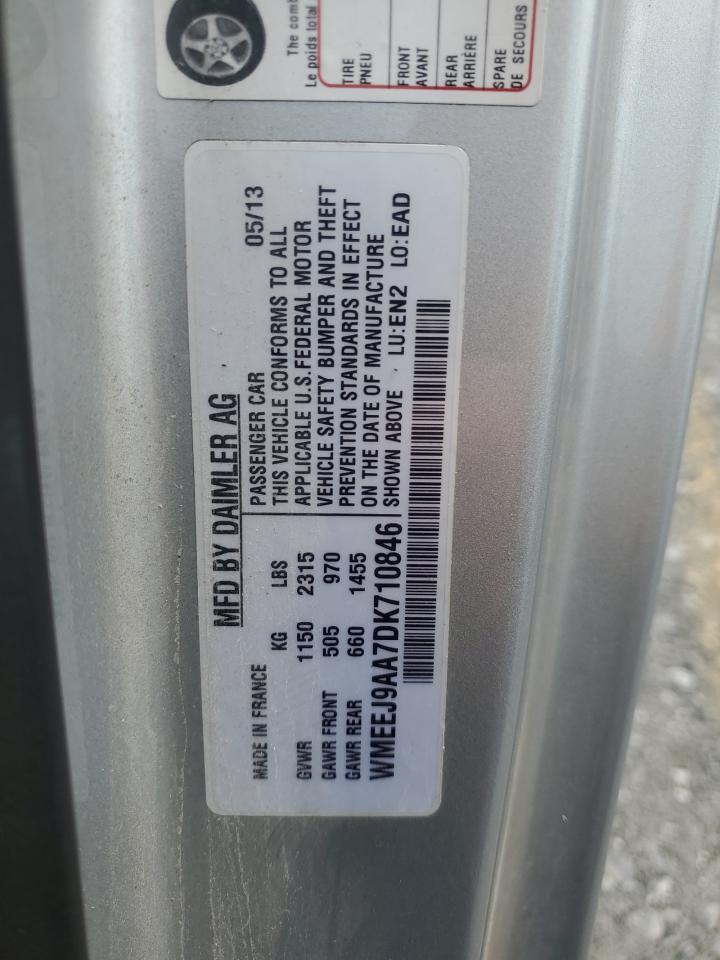 The comb
Le poids total
TIRE
PNEU
FRONT
AVANT
REAR
ARRIÈRE
SPARE
DE SECOURS
MFD BY DAIMLER AG
MADE IN FRANCE
KG LBS
GVWR 1150 2315
GAWR FRONT 505 970
GAWR REAR 660 1455
PASSENGER CAR 05/13
THIS VEHICLE CONFORMS TO ALL
APPLICABLE U.S.FEDERAL MOTOR
VEHICLE SAFETY BUMPER AND THEFT
PREVENTION STANDARDS IN EFFECT
ON THE DATE OF MANUFACTURE
SHOWN ABOVE LU:EN2 LO:EAD
WMEEJ9AA7DK710846